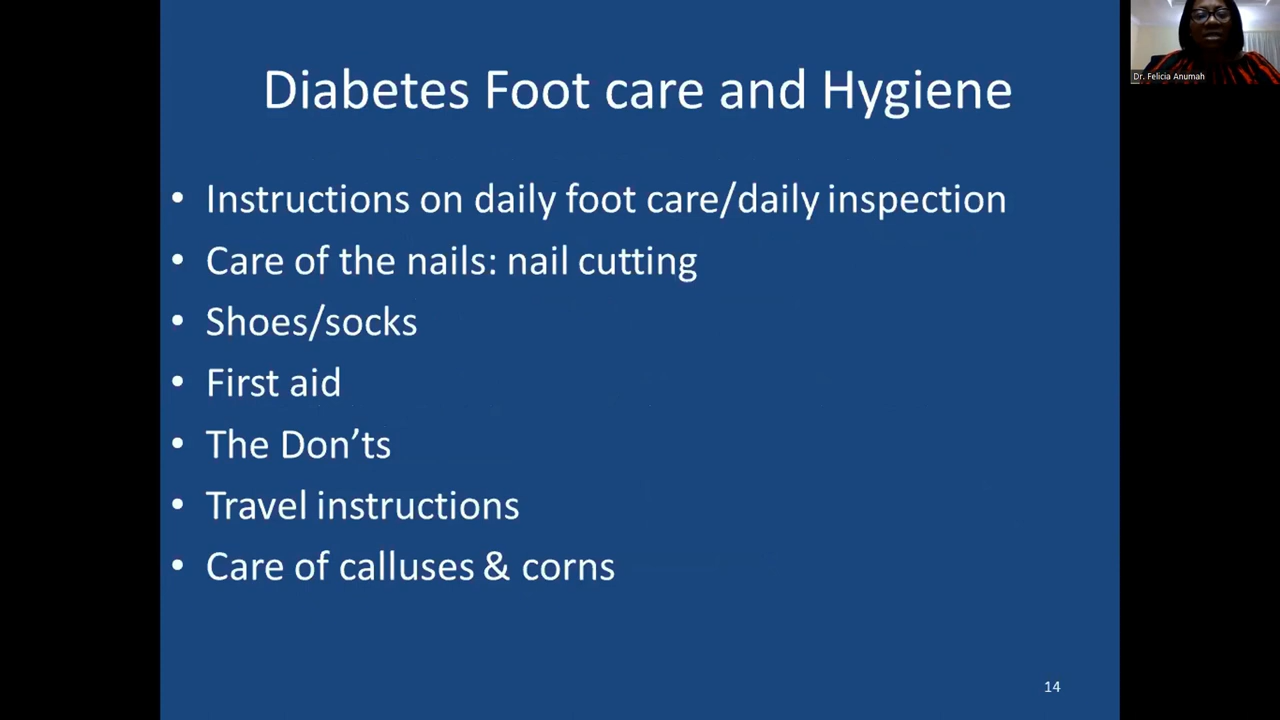 Diabetes Foot care and Hygiene
• Instructions on daily foot care/daily inspection
• Care of the nails: nail cutting
• Shoes/socks
• First aid
• The Don’ts
• Travel instructions
• Care of calluses & corns
14
Dr. Felicia Anumah